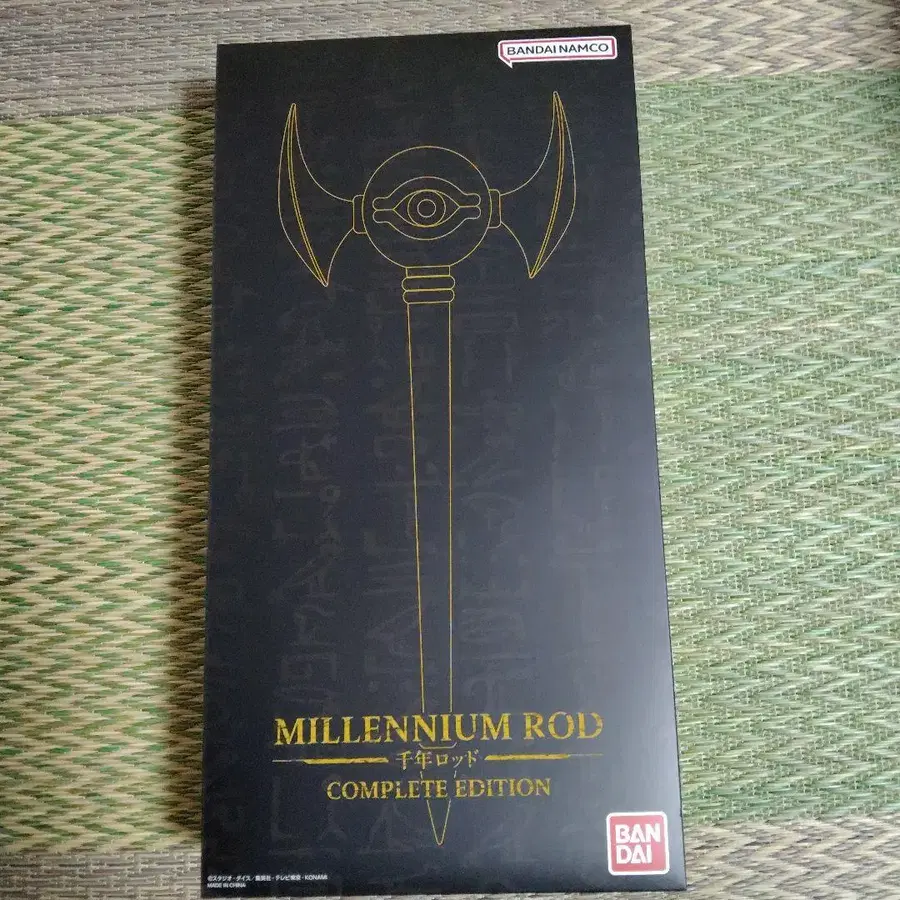 BANDAI NAMCO
MILLENNIUM ROD
千年ロッド
COMPLETE EDITION
BAN
DAI
©スタジオ・ダイス/集英社・テレビ東京・KONAMI
MADE IN CHINA